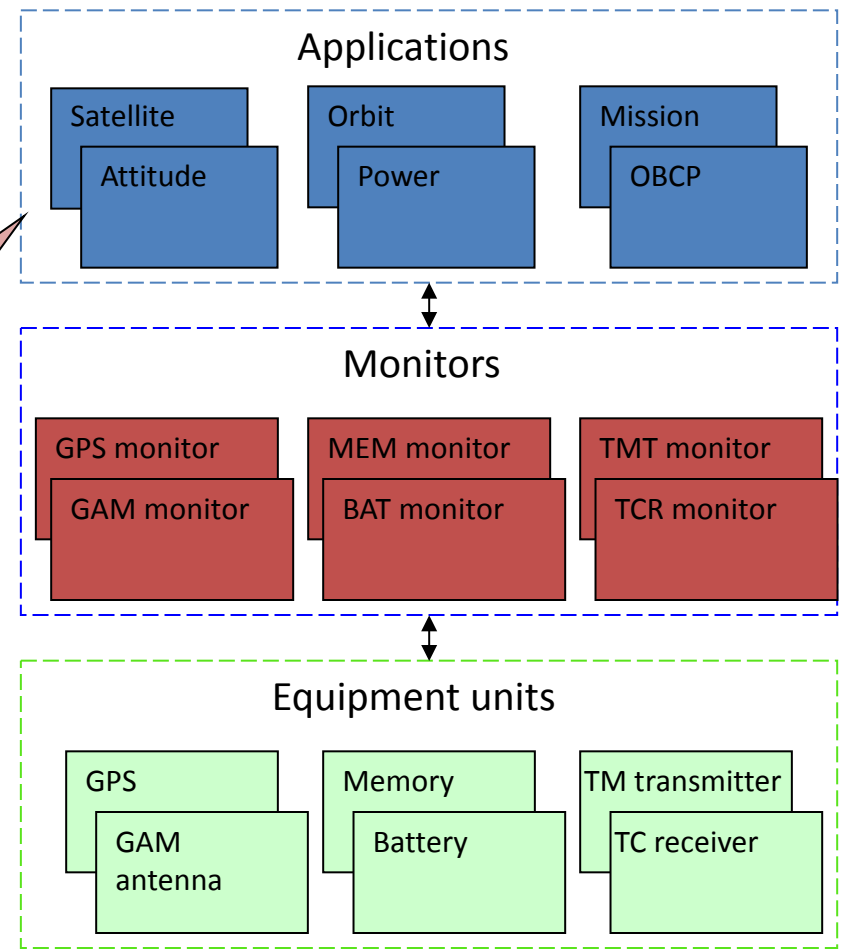 Applications
Satellite
Attitude
Orbit
Power
Mission
OBCP
Monitors
GPS monitor
GAM monitor
MEM monitor
BAT monitor
TMT monitor
TCR monitor
Equipment units
GPS
GAM
antenna
Memory
Battery
TM transmitter
TC receiver